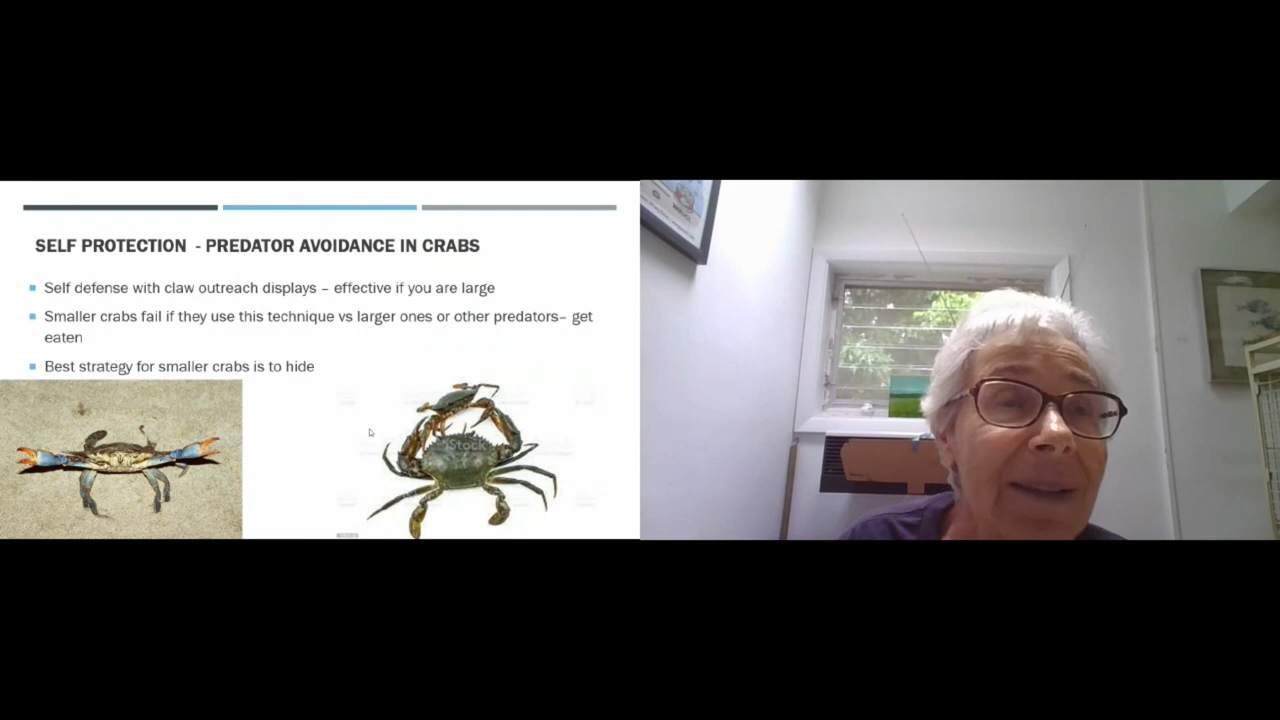 SELF PROTECTION - PREDATOR AVOIDANCE IN CRABS
Self defense with claw outreach displays – effective if you are large
Smaller crabs fail if they use this technique vs larger ones or other predators– get
eaten
Best strategy for smaller crabs is to hide
iStock